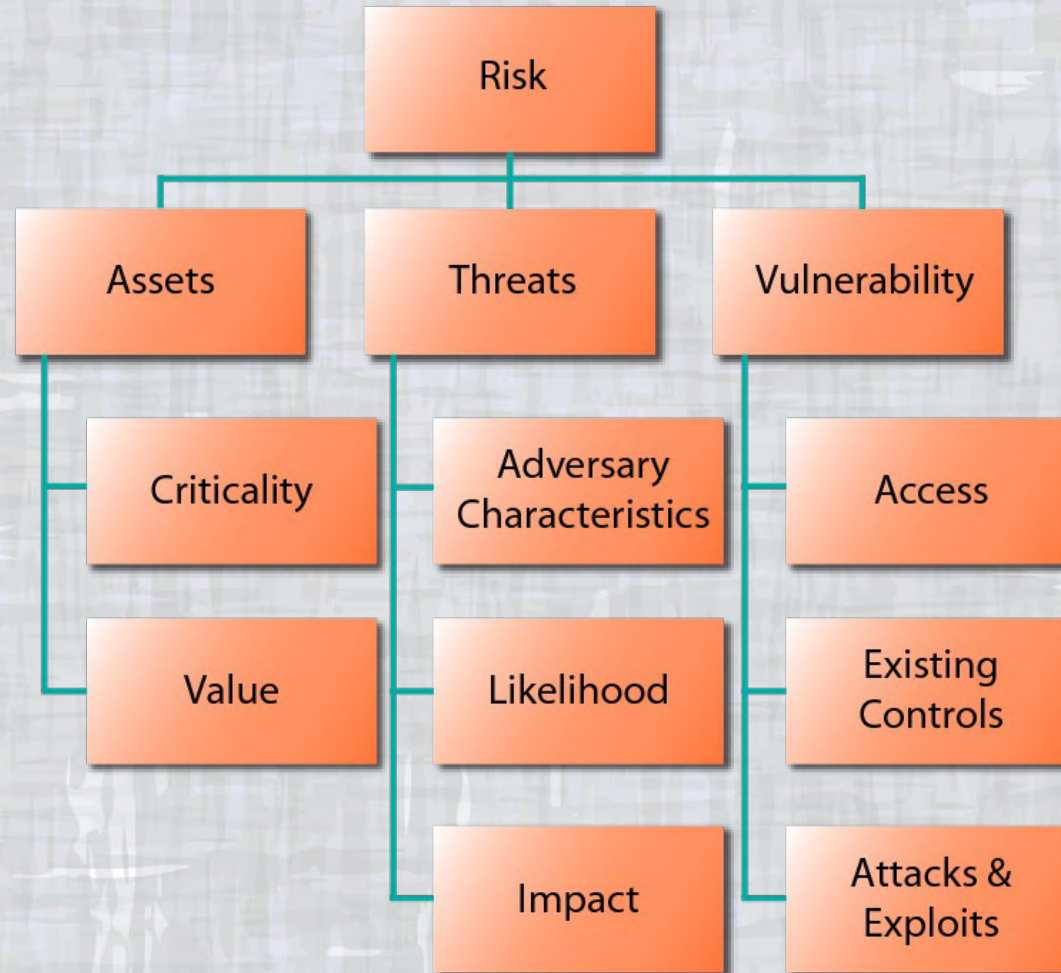 Risk
Assets
Threats
Vulnerability
Criticality
Adversary
Characteristics
Access
Value
Likelihood
Existing
Controls
Impact
Attacks &
Exploits